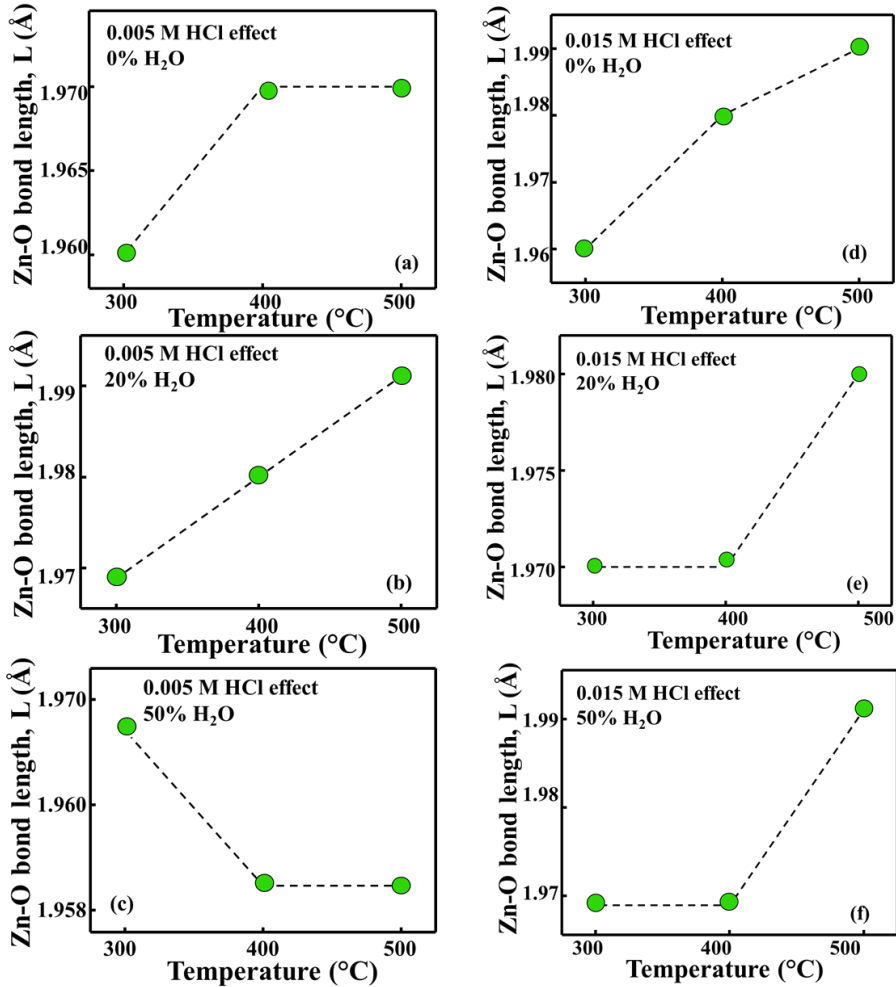 0.005 M HCl effect
0% H₂O
Zn-O bond length, L (Å)
1.970
1.965
1.960
(a)
300
400
500
Temperature (°C)
0.015 M HCl effect
0% H₂O
Zn-O bond length, L (Å)
1.99
1.98
1.97
1.96
(d)
300
400
500
Temperature (°C)
0.005 M HCl effect
20% H₂O
Zn-O bond length, L (Å)
1.99
1.98
1.97
(b)
300
400
500
Temperature (°C)
0.015 M HCl effect
20% H₂O
Zn-O bond length, L (Å)
1.980
1.975
1.970
(e)
300
400
500
Temperature (°C)
0.005 M HCl effect
50% H₂O
Zn-O bond length, L (Å)
1.970
1.960
1.958
(c)
300
400
500
Temperature (°C)
0.015 M HCl effect
50% H₂O
Zn-O bond length, L (Å)
1.99
1.98
1.97
(f)
300
400
500
Temperature (°C)